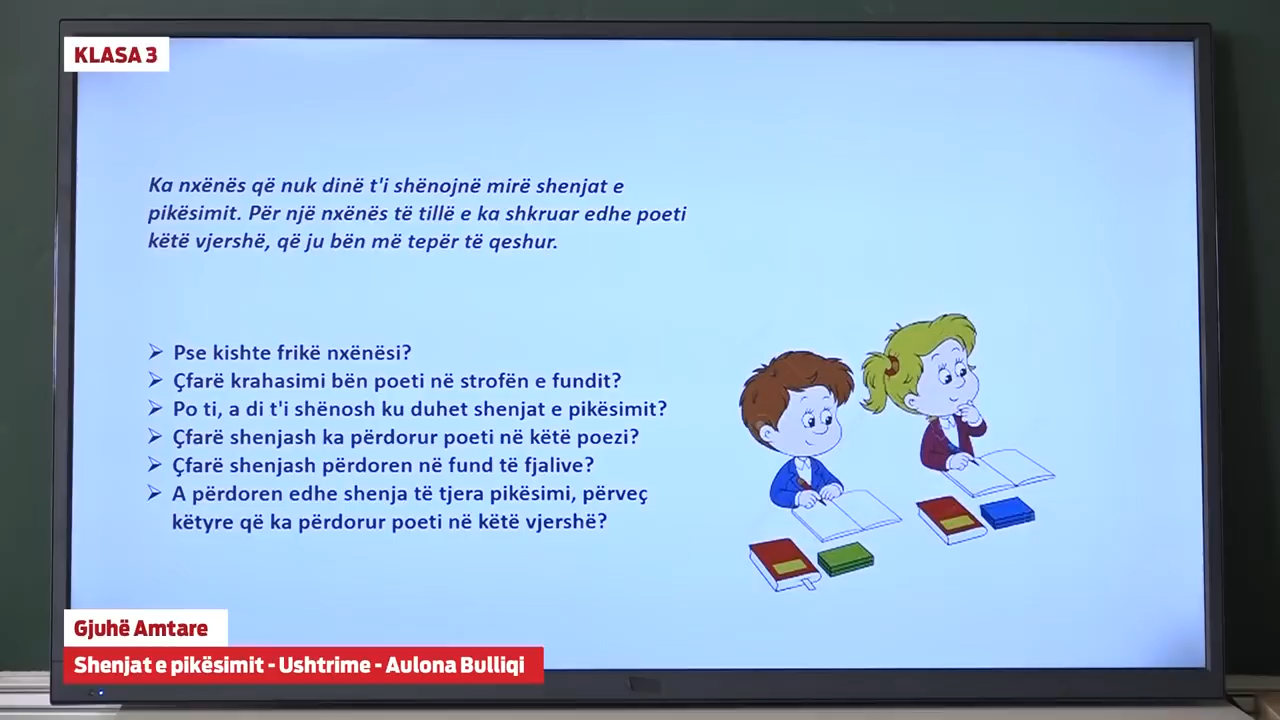 KLASA 3
Ka nxënës që nuk dinë t'i shënojnë mirë shenjat e
pikësimit. Për një nxënës të tillë e ka shkruar edhe poeti
këtë vjershë, që ju bën më tepër të qeshur.
➢ Pse kishte frikë nxënësi?
➢ Çfarë krahasimi bën poeti në strofën e fundit?
➢ Po ti, a di t'i shënosh ku duhet shenjat e pikësimit?
➢ Çfarë shenjash ka përdorur poeti në këtë poezi?
➢ Çfarë shenjash përdoren në fund të fjalive?
➢ A përdoren edhe shenja të tjera pikësimi, përveç
këtyre që ka përdorur poeti në këtë vjershë?
Gjuhë Amtare
Shenjat e pikësimit - Ushtrime - Aulona Bulliqi